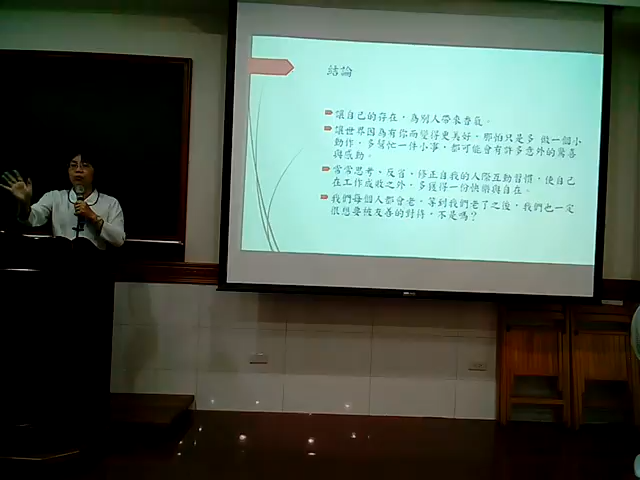 結論
讓自己的存在，為別人帶來香氣。
讓世界因為有你而變得更美好，那怕只是多 做一個小
動作，多幫忙一件小事，都可能會有許多意外的驚喜
與感動。
常常思考、反省，修正自我的人際互動習慣，使自己
在工作成敗之外，多獲得一份快樂與自在。
我們每個人都會老，等到我們老了之後，我們也一定
很想要被友善的對待，不是嗎？